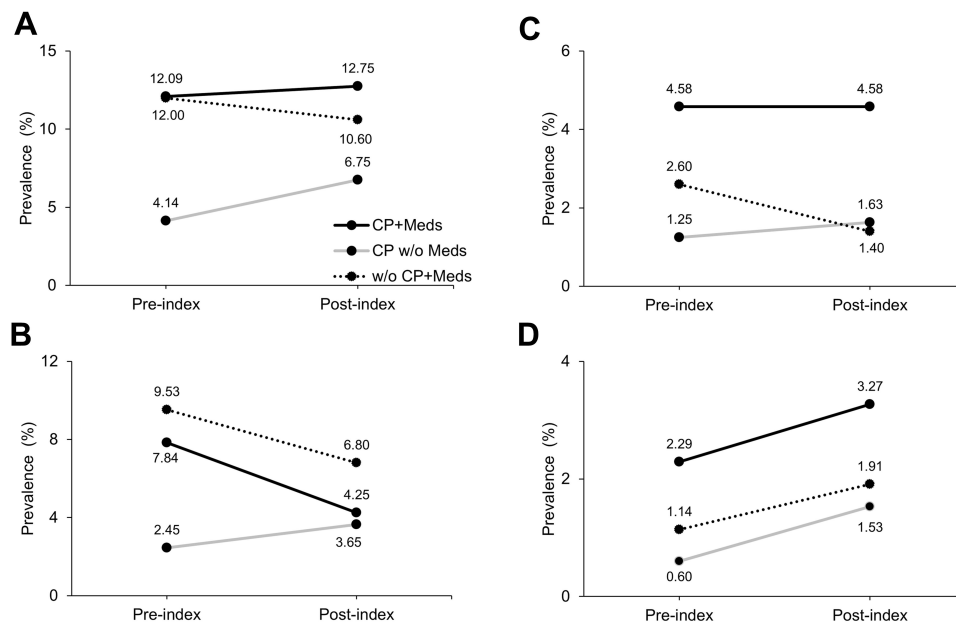 A
Prevalence (%)
15
10
5
0
12.09
12.00
4.14
12.75
10.60
6.75
CP+Meds
CP w/o Meds
w/o CP+Meds
Pre-index
Post-index
B
Prevalence (%)
12
8
4
0
9.53
7.84
2.45
6.80
4.25
3.65
Pre-index
Post-index
C
Prevalence (%)
6
4
2
0
4.58
2.60
1.25
4.58
1.63
1.40
Pre-index
Post-index
D
Prevalence (%)
4
2
0
2.29
1.14
0.60
3.27
1.91
1.53
Pre-index
Post-index